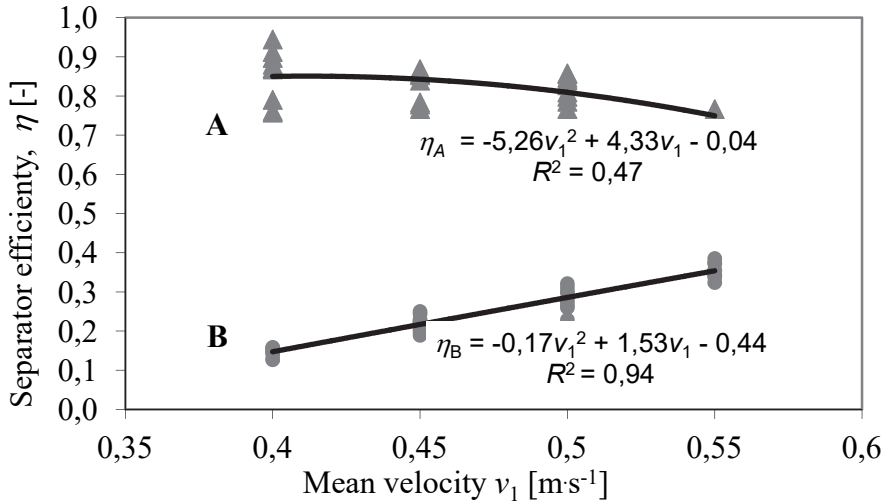 Separator efficienty, η [-]
1,0
0,9
0,8
0,7
0,6
0,5
0,4
0,3
0,2
0,1
0,0
A
η_A = -5,26v₁² + 4,33v₁ - 0,04
R² = 0,47
B
η_B = -0,17v₁² + 1,53v₁ - 0,44
R² = 0,94
0,35 0,4 0,45 0,5 0,55 0,6
Mean velocity v₁ [m·s⁻¹]